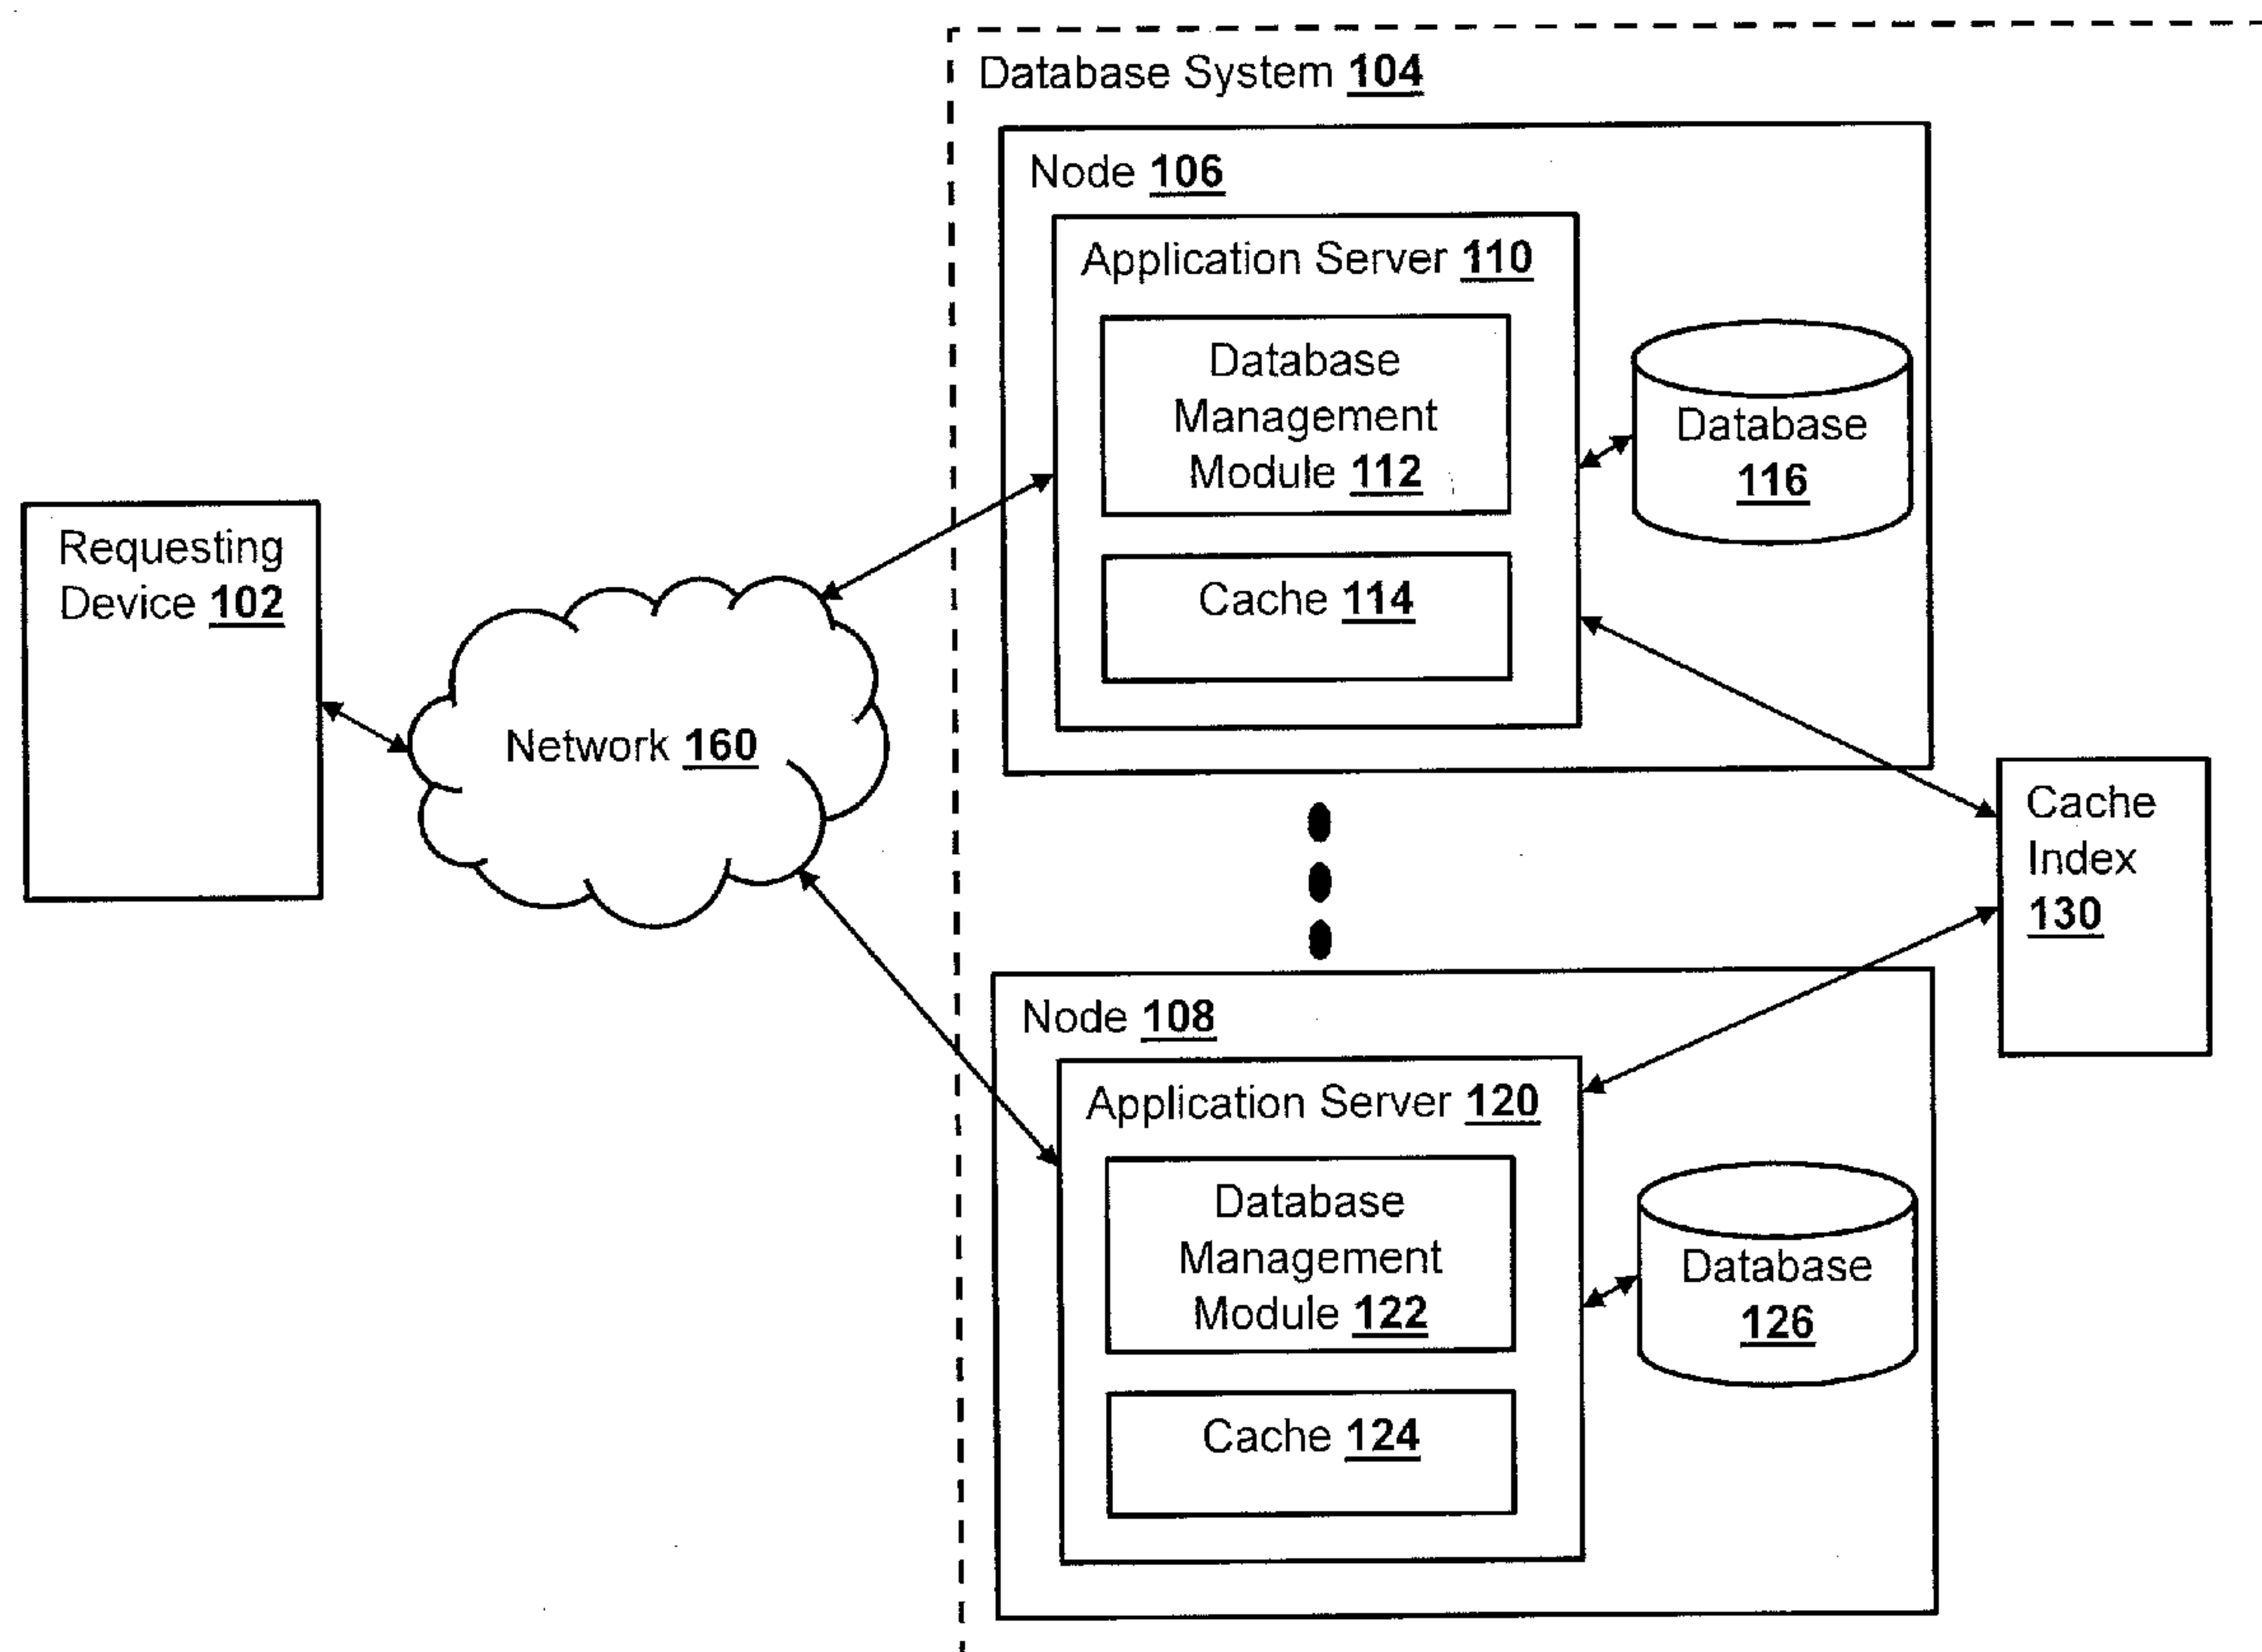 Database System 104
Node 106
Application Server 110
Database
Management
Module 112
Cache 114
Database
116
Requesting
Device 102
Network 160
Cache
Index
130
Node 108
Application Server 120
Database
Management
Module 122
Cache 124
Database
126